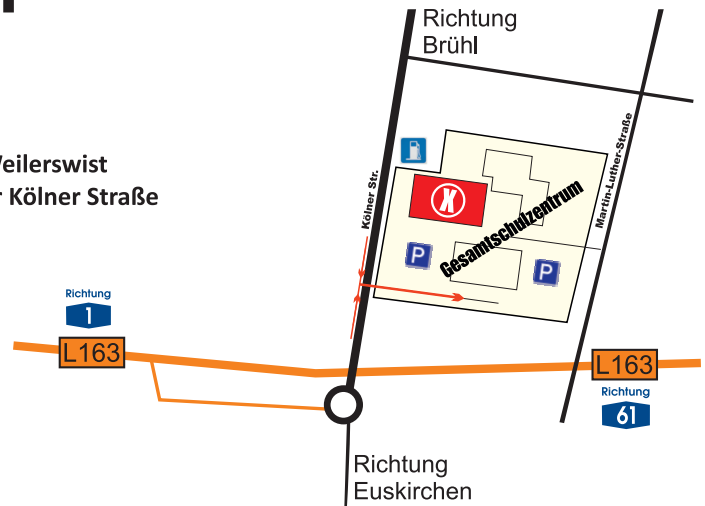 Richtung
Brühl
Weilerswist
r Kölner Straße
Kölner Str.
Martin-Luther-Straße
X
Gesamtschulzentrum
P
P
Richtung
1
L163
L163
Richtung
61
Richtung
Euskirchen